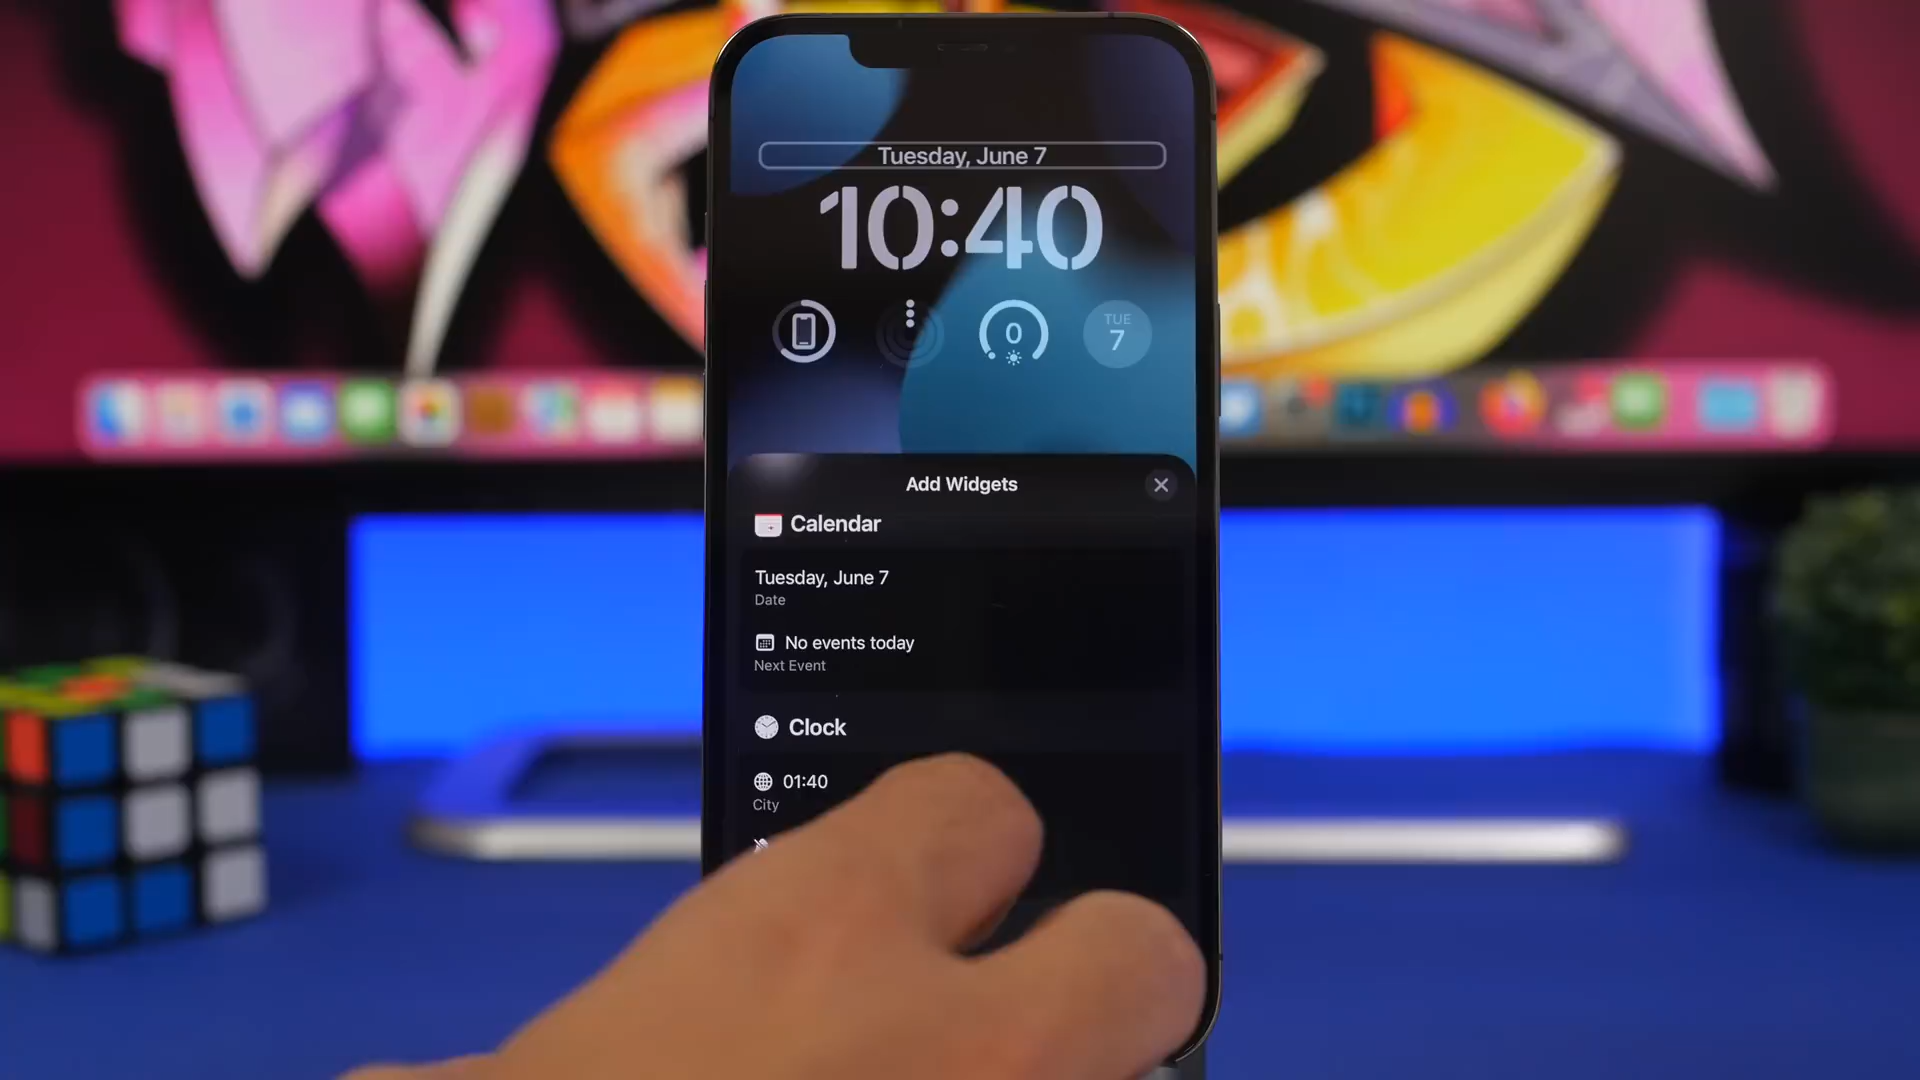 Tuesday, June 7
10:40
0
TUE
7
Add Widgets
Calendar
Tuesday, June 7
Date
No events today
Next Event
Clock
01:40
City